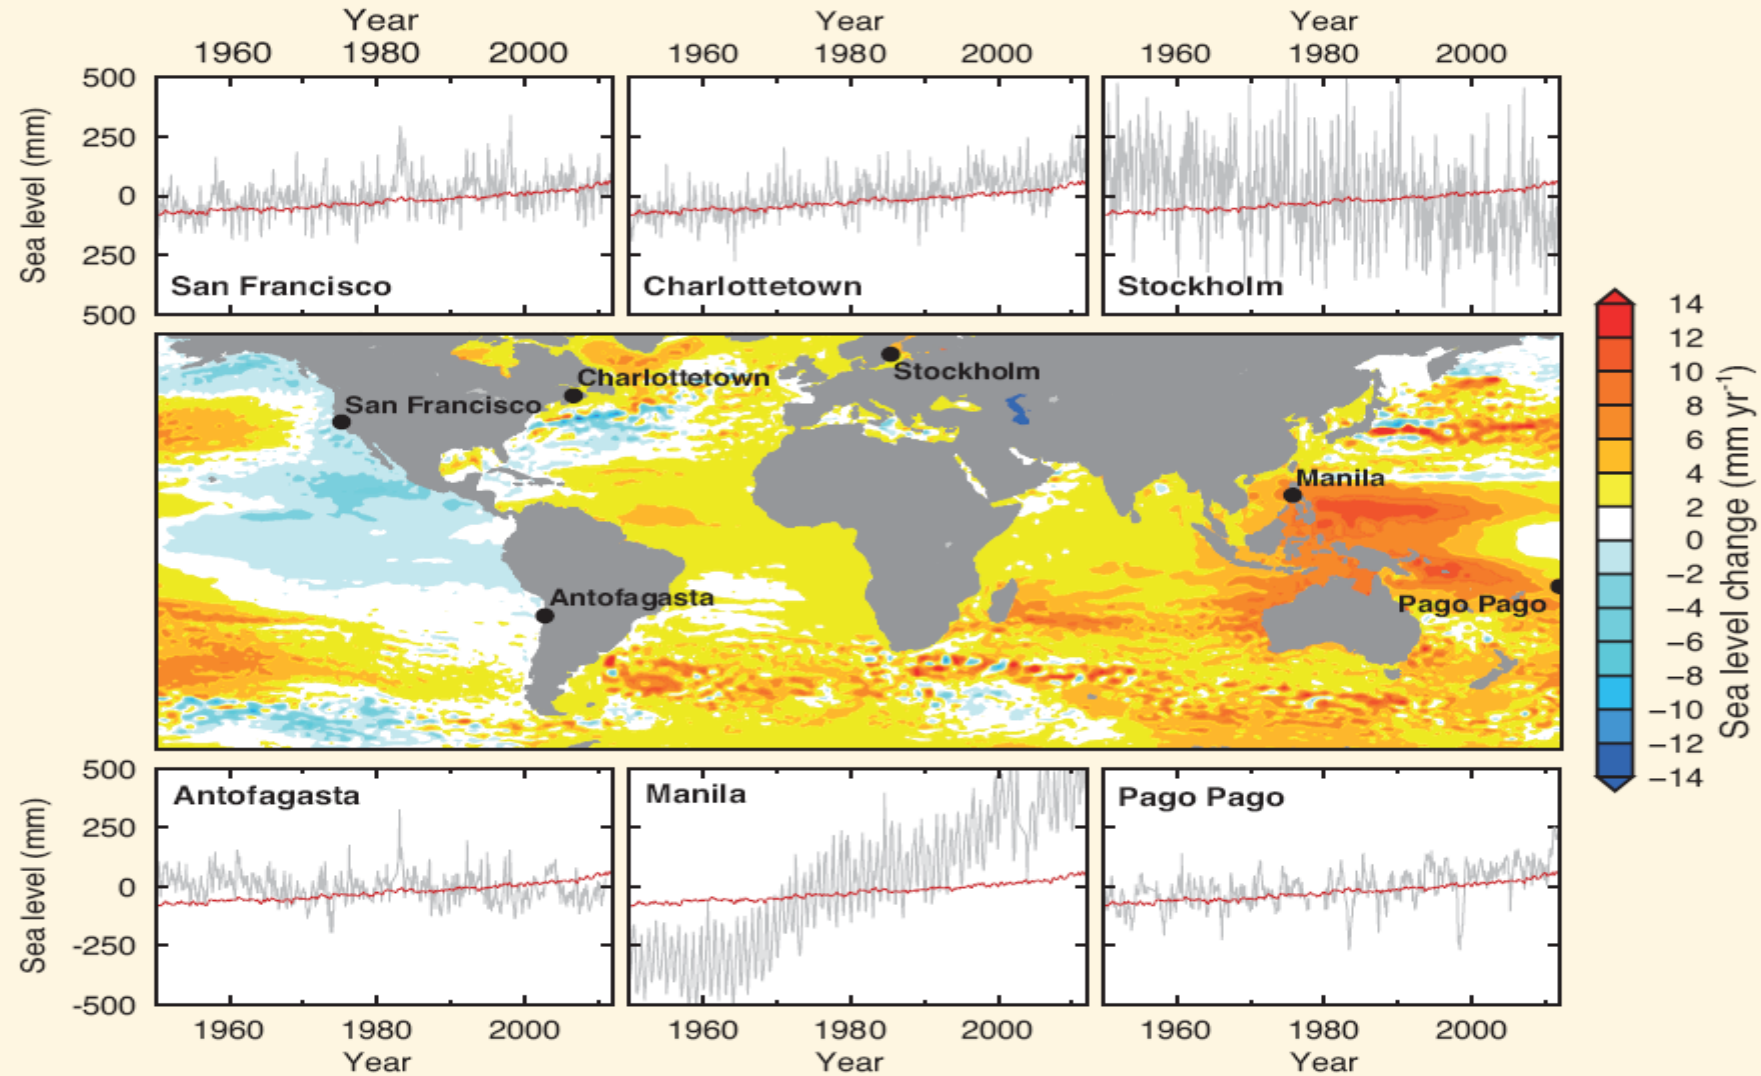 Year Year Year
1960 1980 2000 1960 1980 2000 1960 1980 2000
500
250
0
250
500
Sea level (mm)
San Francisco Charlottetown Stockholm
Charlottetown
Stockholm
San Francisco
Manila
Antofagasta
Pago Pago
14
12
10
8
6
4
2
0
−2
−4
−6
−8
−10
−12
−14
Sea level change (mm yr-1)
500
250
0
-250
-500
Sea level (mm)
Antofagasta Manila Pago Pago
1960 1980 2000 1960 1980 2000 1960 1980 2000
Year Year Year